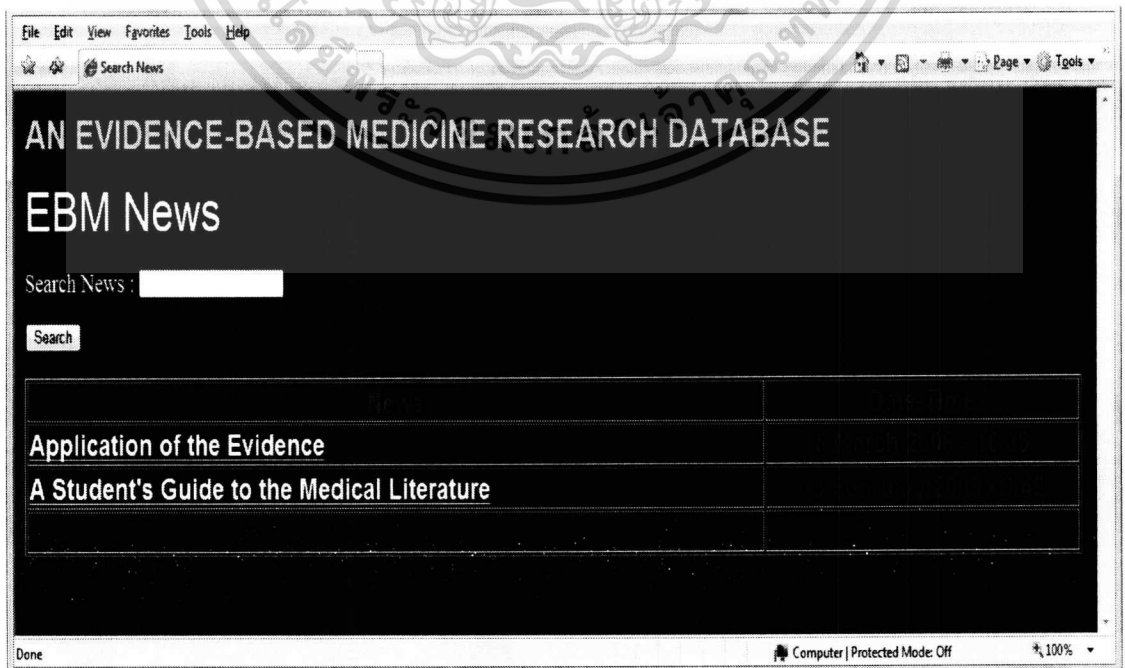 File Edit View Favorites Tools Help
Search News
Page Tools
AN EVIDENCE-BASED MEDICINE RESEARCH DATABASE
EBM News
Search News :
Search
News Date-Time
Application of the Evidence
A Student's Guide to the Medical Literature
Done Computer | Protected Mode: Off 100%